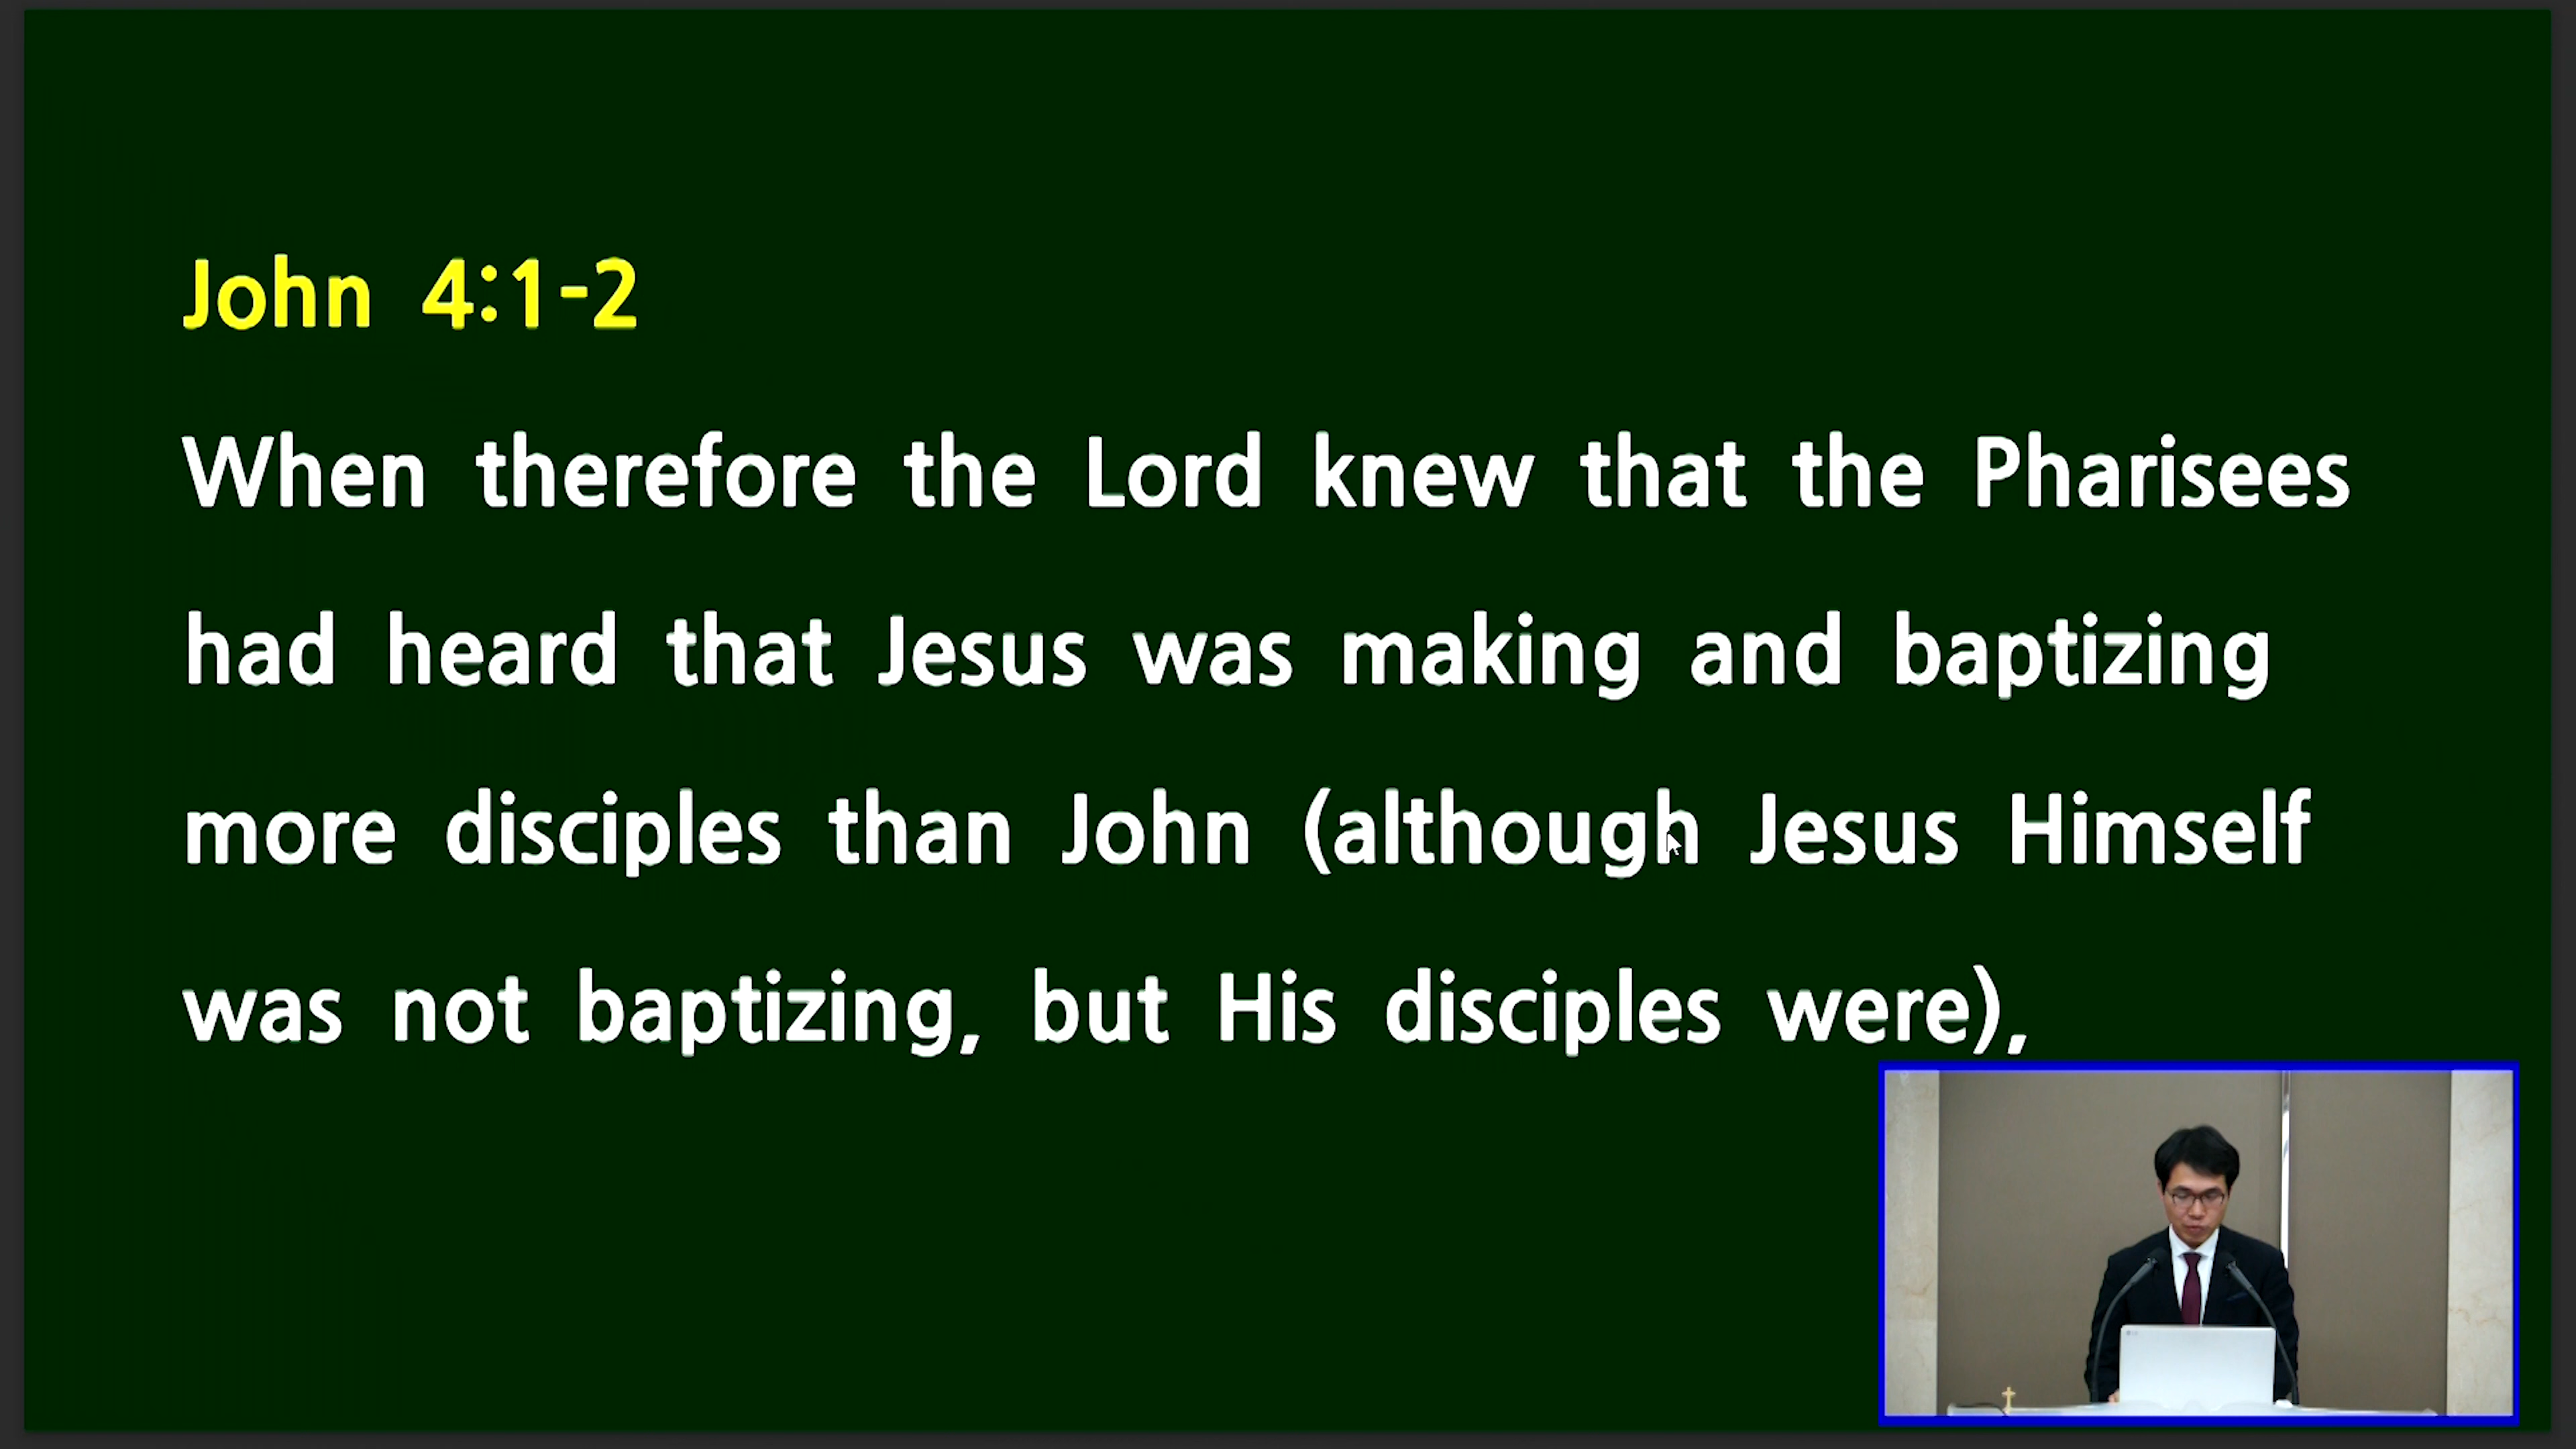 John 4:1-2
When therefore the Lord knew that the Pharisees
had heard that Jesus was making and baptizing
more disciples than John (although Jesus Himself
was not baptizing, but His disciples were),